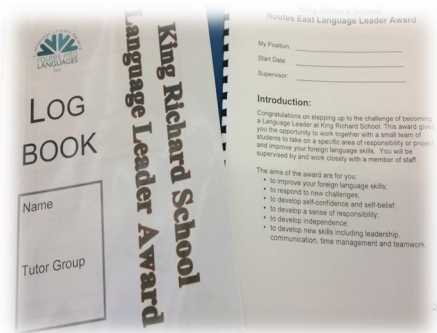 routes into
LANGUAGES
East
LOG
BOOK
Name
Tutor Group
King Richard School
Language Leader Award
King Richard School
Routes East Language Leader Award
My Position:
Start Date:
Supervisor:
Introduction:
Congratulations on stepping up to the challenge of becoming
a Language Leader at King Richard School. This award gives
you the opportunity to work together with a small team of
students to take on a specific area of responsibility or project
and improve your foreign language skills. You will be
supervised by and work closely with a member of staff.
The aims of the award are for you:
• to improve your foreign language skills;
• to respond to new challenges;
• to develop self-confidence and self-belief;
• to develop a sense of responsibility;
• to develop independence;
• to develop new skills including leadership,
communication, time management and teamwork.